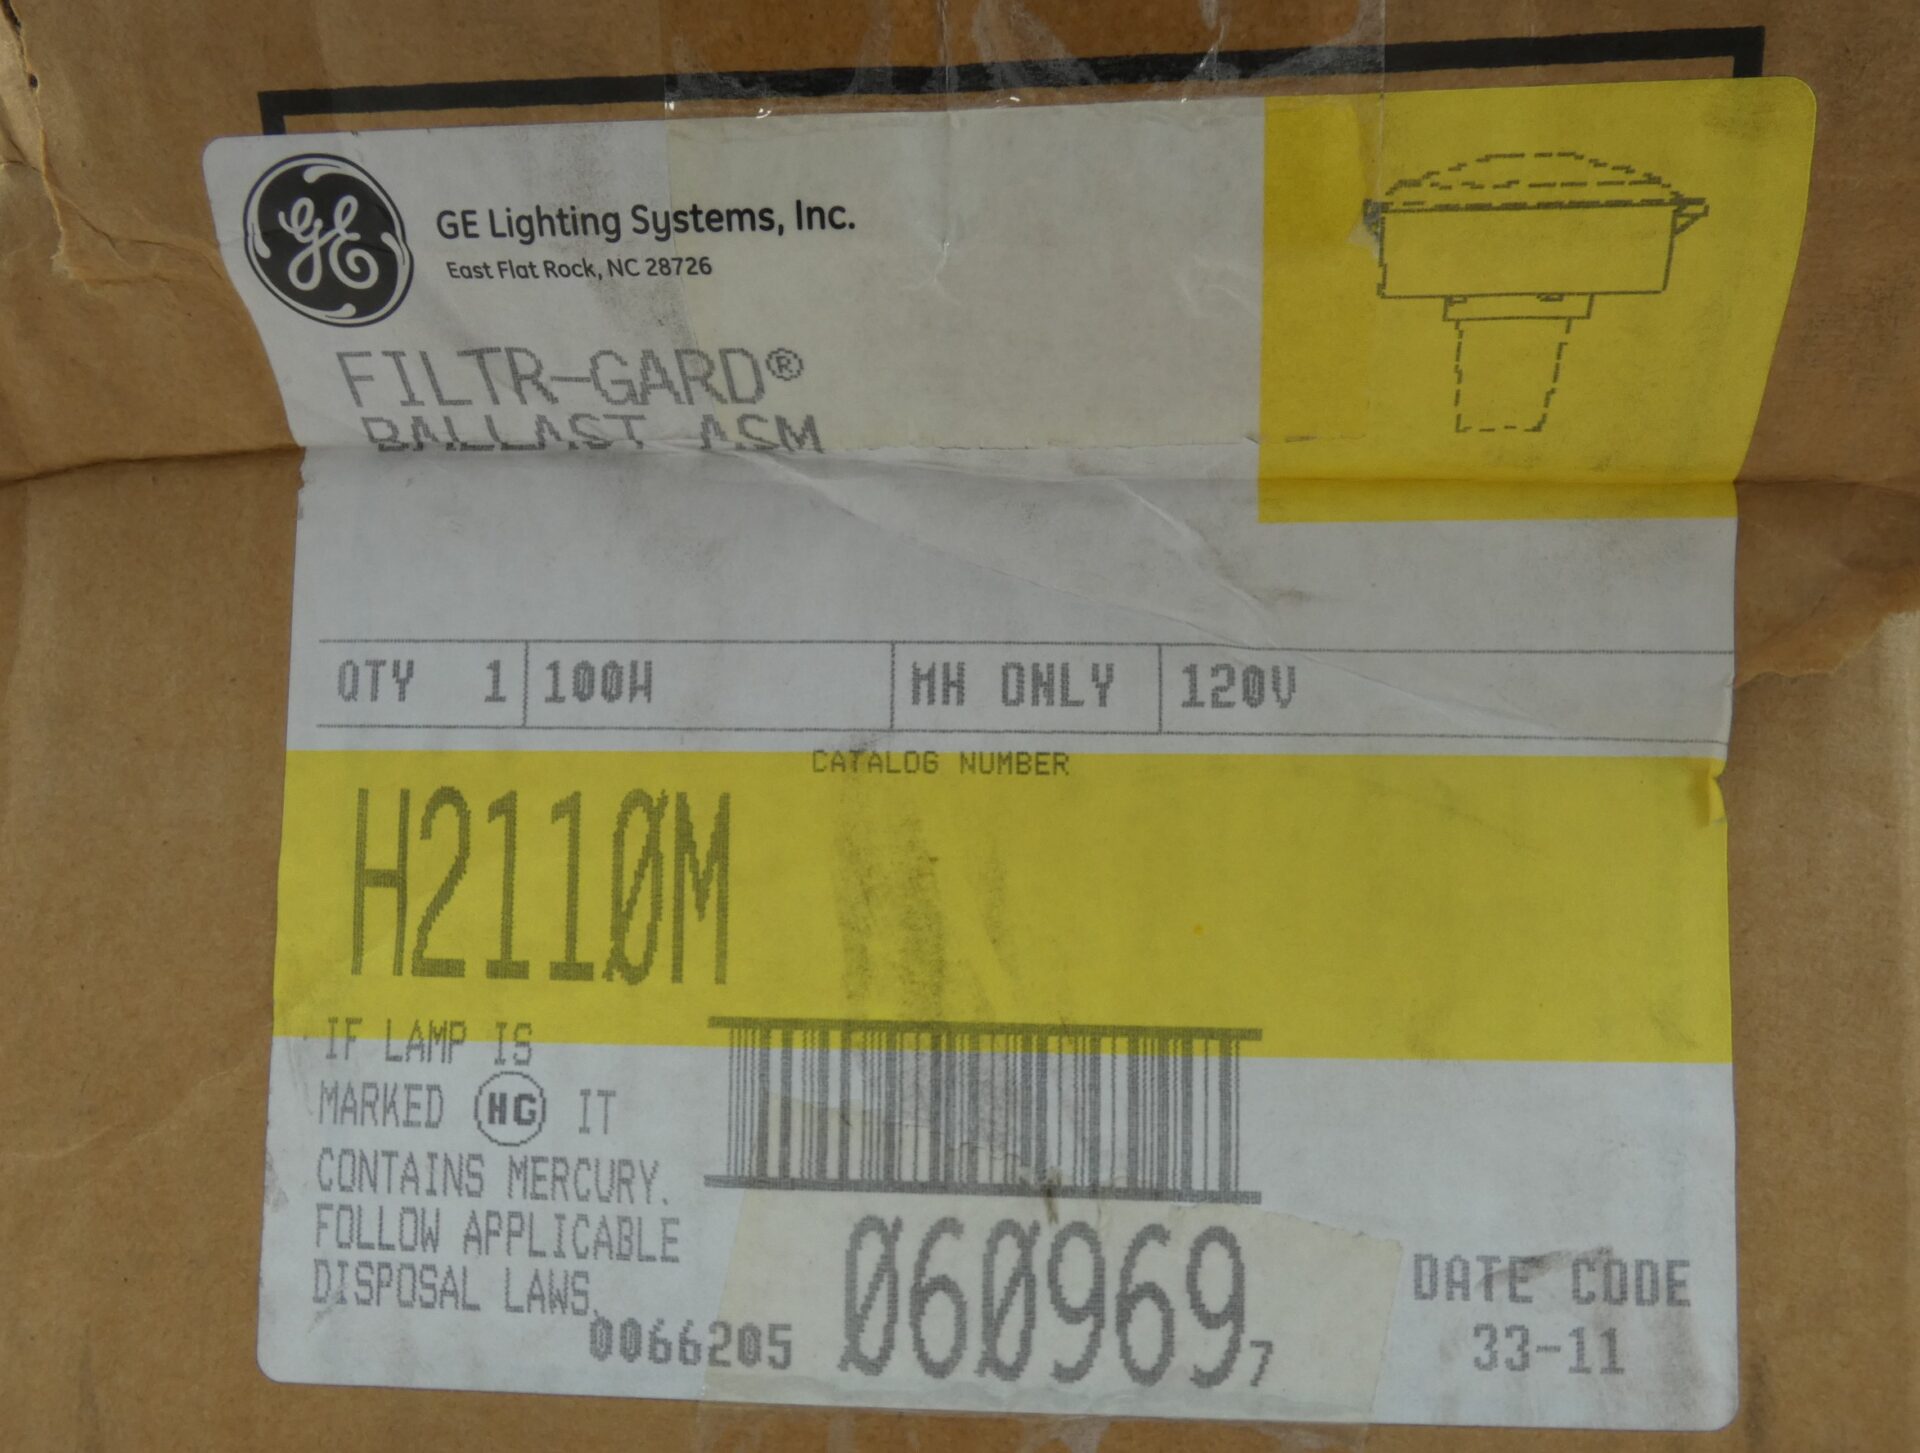 GE
GE Lighting Systems, Inc.
East Flat Rock, NC 28726
FILTR-GARD®
BALLAST ASM
QTY 1 100W MH ONLY 120V
CATALOG NUMBER
H2110M
IF LAMP IS
MARKED HG IT
CONTAINS MERCURY.
FOLLOW APPLICABLE
DISPOSAL LAWS.
0066205
060969 7
DATE CODE
33-11